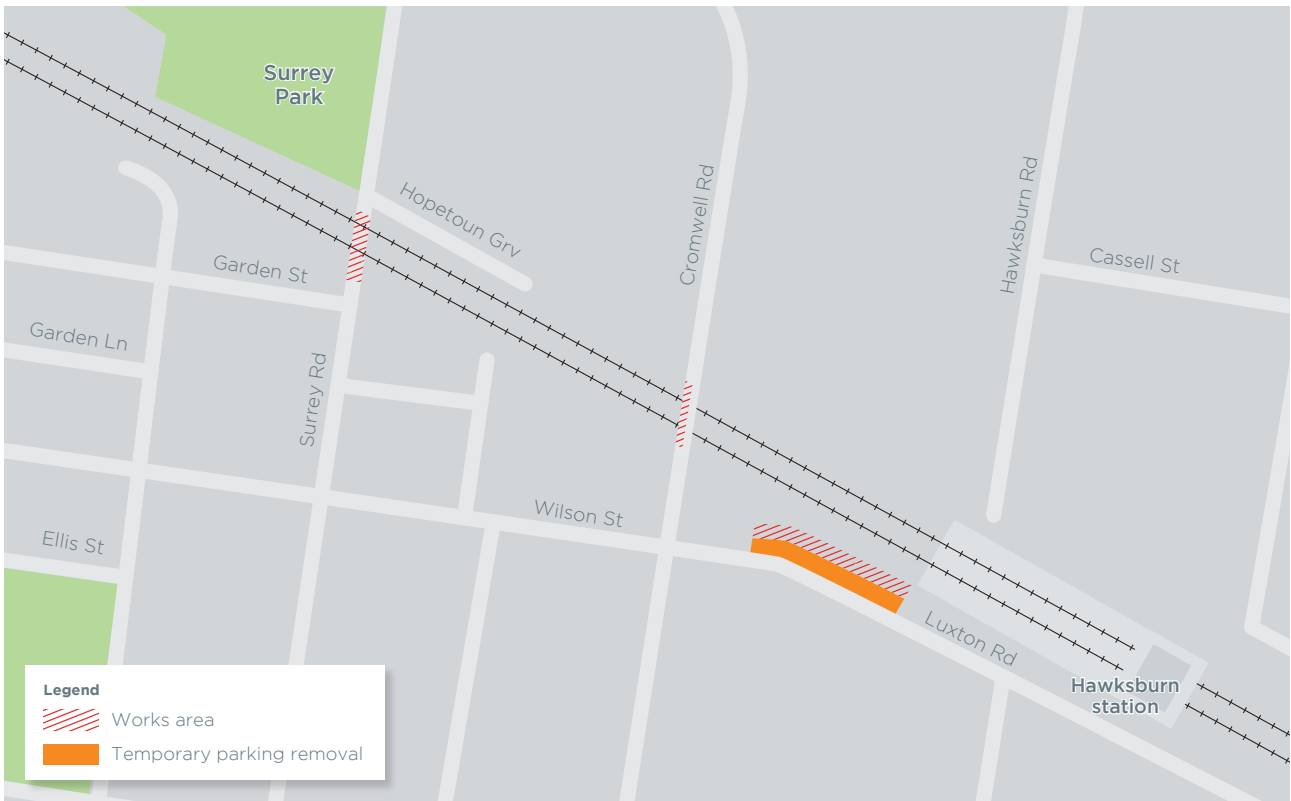 Surrey
Park
Hopetoun Grv
Cromwell Rd
Hawksburn Rd
Cassell St
Garden St
Garden Ln
Surrey Rd
Wilson St
Ellis St
Luxton Rd
Hawksburn
station
Legend
Works area
Temporary parking removal